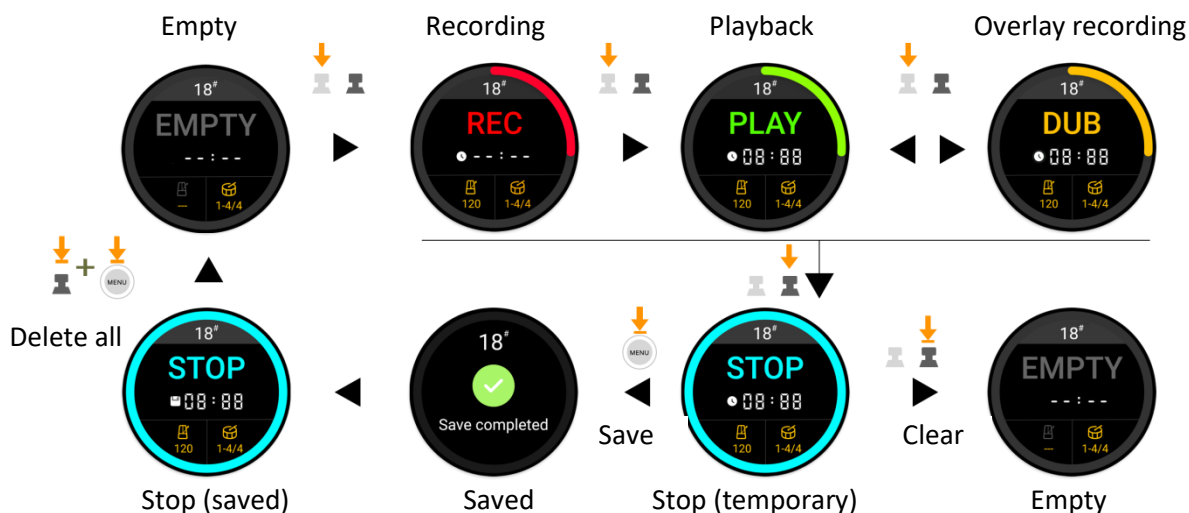 Empty
Recording
Playback
Overlay recording
18#
EMPTY
--:--
---
1-4/4
18#
REC
--:--
120
1-4/4
18#
PLAY
08:88
120
1-4/4
18#
DUB
08:88
120
1-4/4
+
MENU
Delete all
18#
STOP
08:88
120
1-4/4
18#
Save completed
MENU
Save
18#
STOP
08:88
120
1-4/4
Clear
18#
EMPTY
--:--
---
1-4/4
Stop (saved)
Saved
Stop (temporary)
Empty